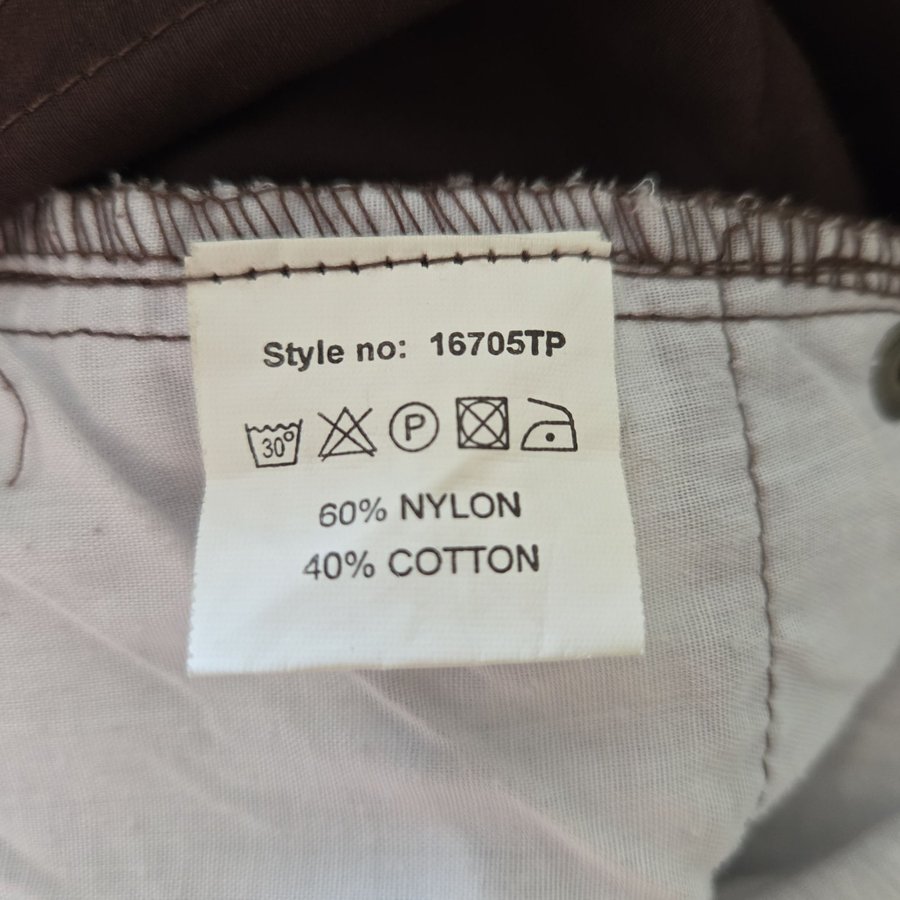 Style no: 16705TP
30° P
60% NYLON
40% COTTON